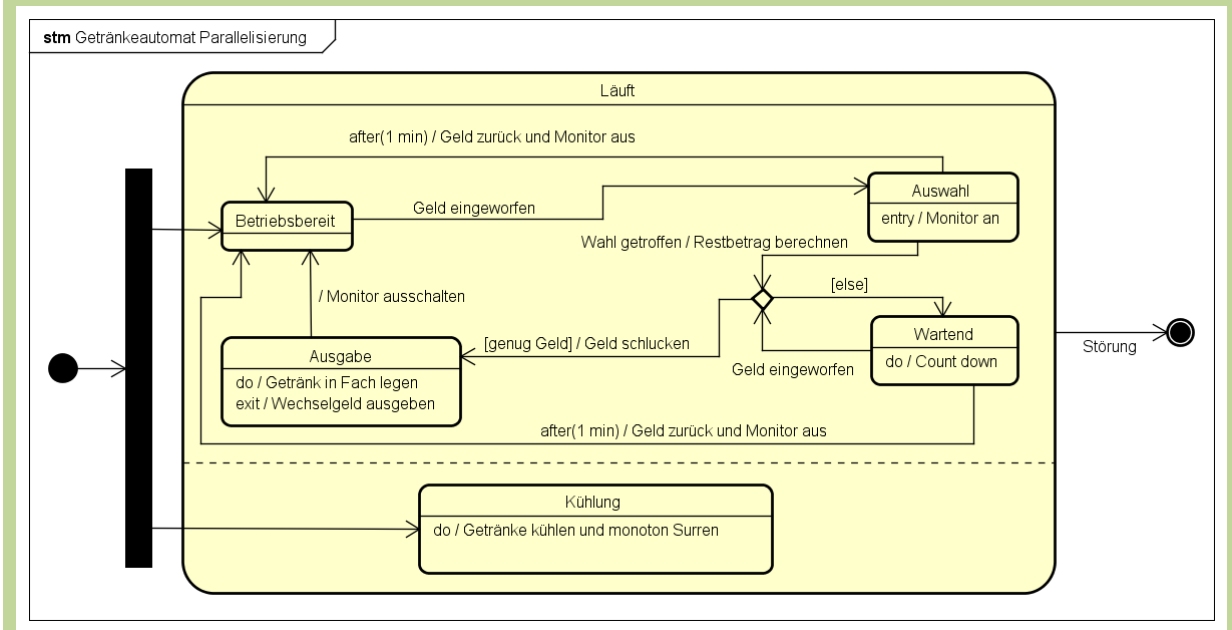 stm Getränkeautomat Parallelisierung
Läuft
after(1 min) / Geld zurück und Monitor aus
Auswahl
entry / Monitor an
Betriebsbereit
Geld eingeworfen
Wahl getroffen / Restbetrag berechnen
[else]
/ Monitor ausschalten
Wartend
do / Count down
[genug Geld] / Geld schlucken
Geld eingeworfen
Störung
Ausgabe
do / Getränk in Fach legen
exit / Wechselgeld ausgeben
after(1 min) / Geld zurück und Monitor aus
Kühlung
do / Getränke kühlen und monoton Surren